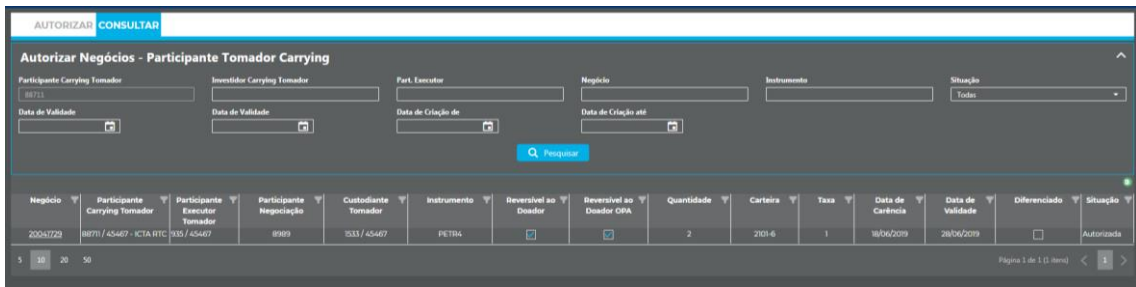 AUTORIZAR CONSULTAR
Autorizar Negócios - Participante Tomador Carrying
Participante Carrying Tomador Investidor Carrying Tomador Part. Executor Negócio Instrumento Situação
88711 Todas
Data de Validade Data de Validade Data de Criação de Data de Criação até
Pesquisar
Negócio Participante Carrying Tomador Participante Executor Tomador Participante Negociação Custodiante Tomador Instrumento Reversível ao Doador Reversível ao Doador OPA Quantidade Carteira Taxa Data de Carência Data de Validade Diferenciado Situação
20041729 88711 / 45467 - ICTA RTC 935 / 45467 8989 1533 / 45467 PETR4 2 2101-6 1 18/06/2019 28/06/2019 Autorizada
5 10 20 50 Página 1 de 1 (1 itens) 1